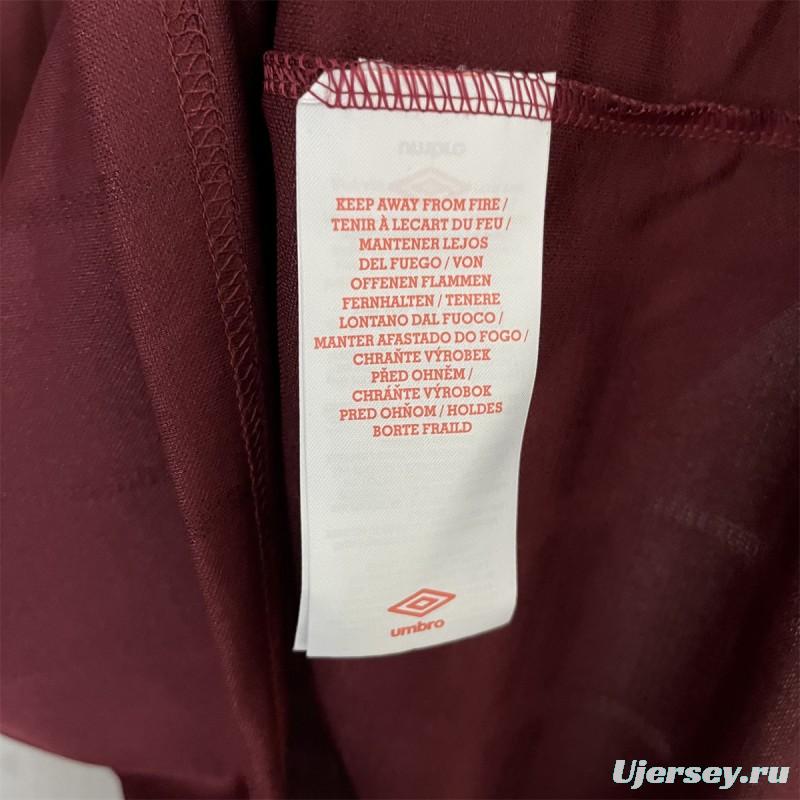 KEEP AWAY FROM FIRE /
TENIR À LECART DU FEU /
MANTENER LEJOS
DEL FUEGO / VON
OFFENEN FLAMMEN
FERNHALTEN / TENERE
LONTANO DAL FUOCO /
MANTER AFASTADO DO FOGO /
CHRAŇTE VÝROBEK
PŘED OHNĚM /
CHRÁŇTE VÝROBOK
PRED OHŇOM / HOLDES
BORTE FRAILD
umbro
Ujersey.ru